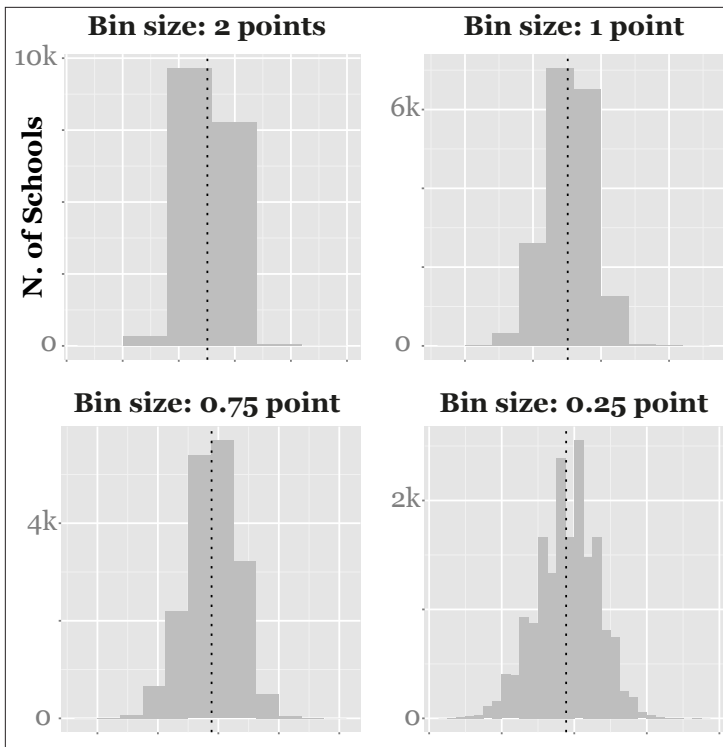 Bin size: 2 points
10k
N. of Schools
0
Bin size: 1 point
6k
0
Bin size: 0.75 point
4k
0
Bin size: 0.25 point
2k
0